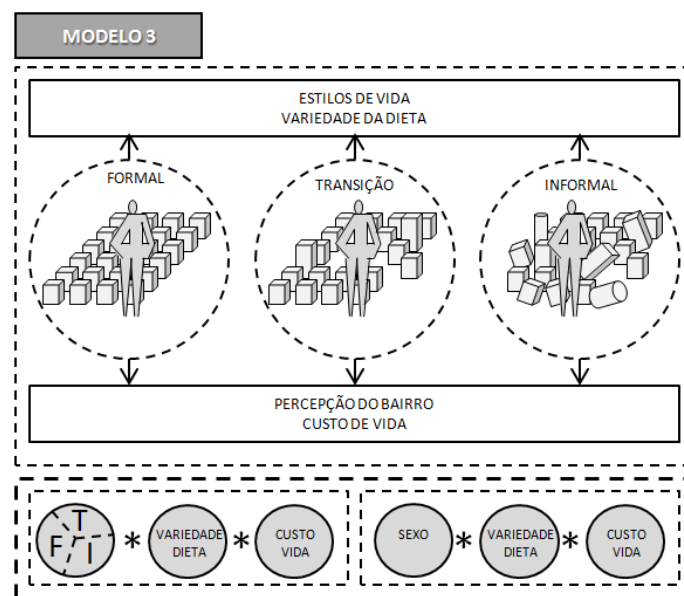 MODELO 3
ESTILOS DE VIDA
VARIEDADE DA DIETA
FORMAL
TRANSIÇÃO
INFORMAL
PERCEPÇÃO DO BAIRRO
CUSTO DE VIDA
T
F
I
*
VARIEDADE
DIETA
*
CUSTO
VIDA
SEXO
*
VARIEDADE
DIETA
*
CUSTO
VIDA